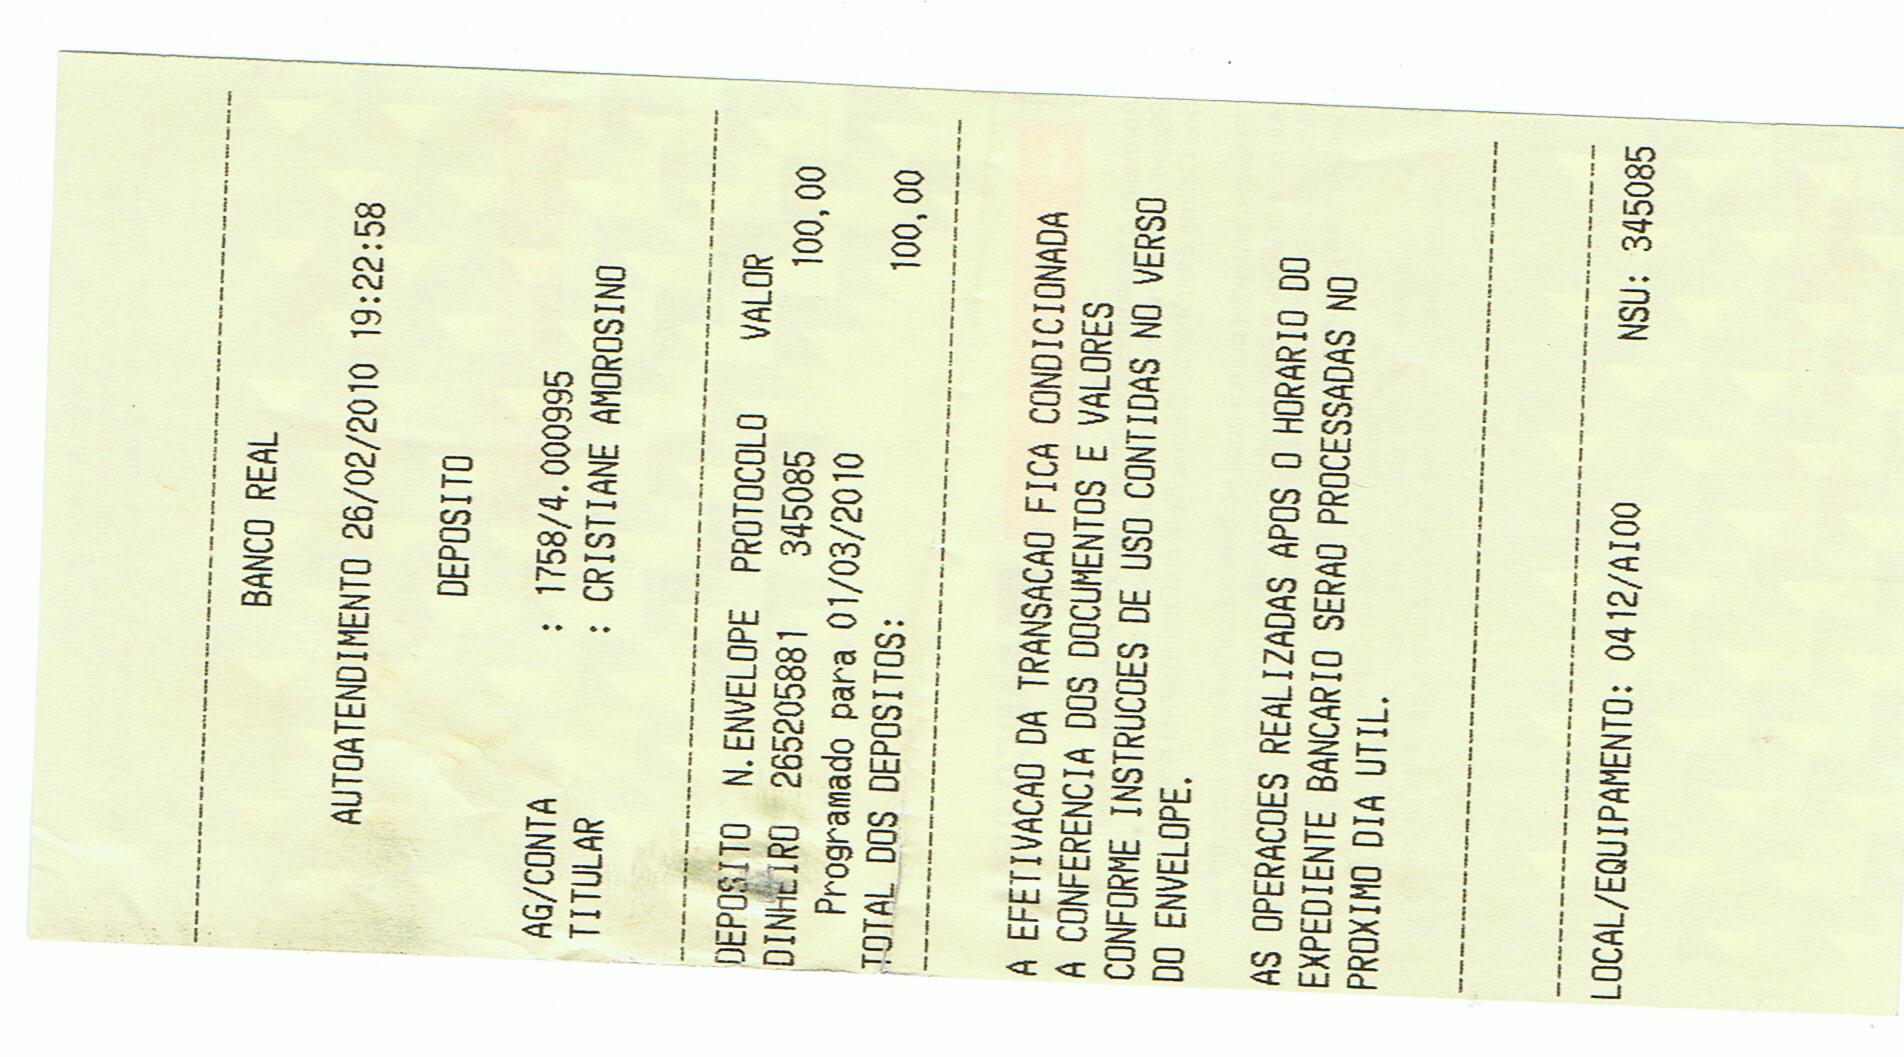 BANCO REAL
AUTOATENDIMENTO 26/02/2010 19:22:58
DEPOSITO
AG/CONTA : 1758/4.000995
TITULAR : CRISTIANE AMOROSINO
DEPOSITO N.ENVELOPE PROTOCOLO VALOR
DINHEIRO 265205881 345085 100,00
Programado para 01/03/2010
TOTAL DOS DEPOSITOS: 100,00
A EFETIVACAO DA TRANSACAO FICA CONDICIONADA
A CONFERENCIA DOS DOCUMENTOS E VALORES
CONFORME INSTRUCOES DE USO CONTIDAS NO VERSO
DO ENVELOPE.
AS OPERACOES REALIZADAS APOS O HORARIO DO
EXPEDIENTE BANCARIO SERAO PROCESSADAS NO
PROXIMO DIA UTIL.
LOCAL/EQUIPAMENTO: 0412/AI00 NSU: 345085